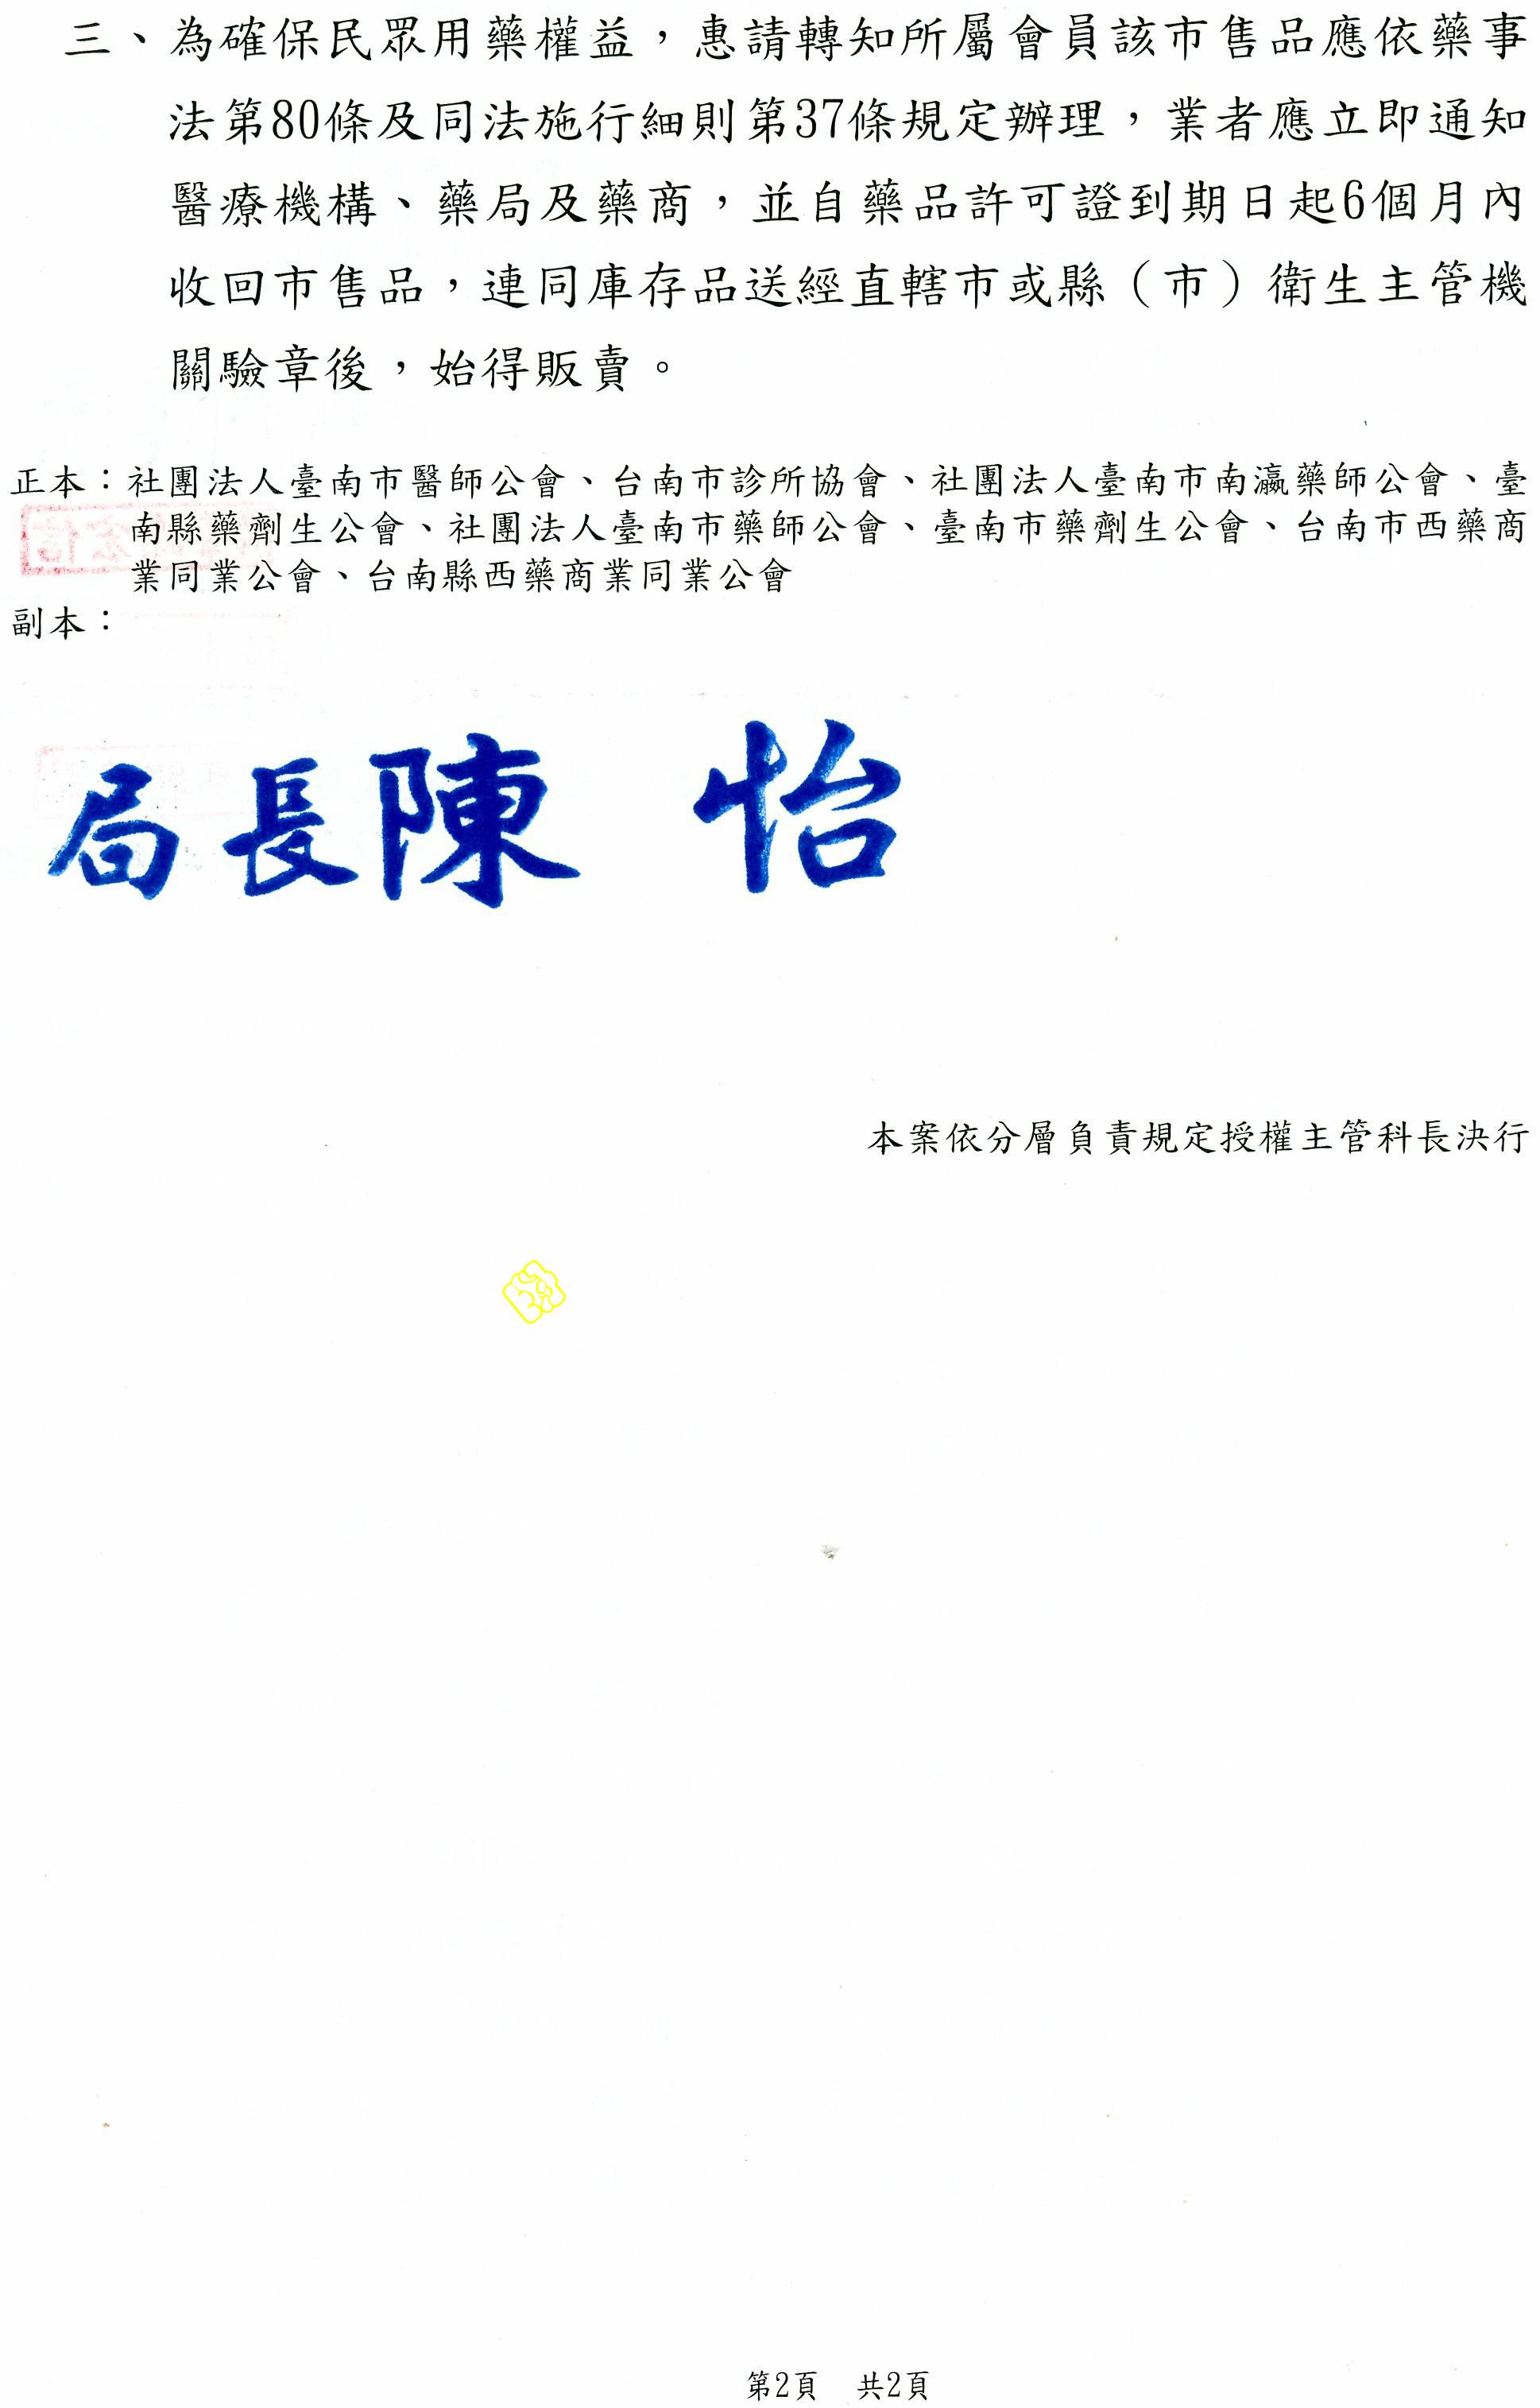 三、為確保民眾用藥權益，惠請轉知所屬會員該市售品應依藥事
法第80條及同法施行細則第37條規定辦理，業者應立即通知
醫療機構、藥局及藥商，並自藥品許可證到期日起6個月內
收回市售品，連同庫存品送經直轄市或縣（市）衛生主管機
關驗章後，始得販賣。
正本：社團法人臺南市醫師公會、台南市診所協會、社團法人臺南市南瀛藥師公會、臺
南縣藥劑生公會、社團法人臺南市藥師公會、臺南市藥劑生公會、台南市西藥商
業同業公會、台南縣西藥商業同業公會
副本：
局長陳 怡
本案依分層負責規定授權主管科長決行
第2頁 共2頁